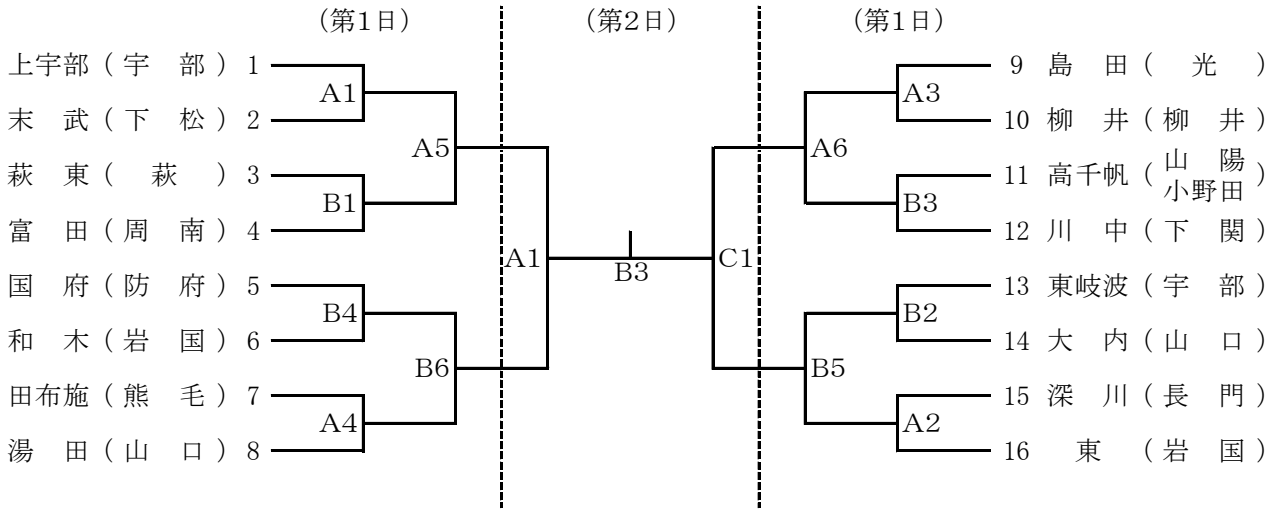 (第1日) (第2日) (第1日)
上宇部(宇 部) 1
末 武(下 松) 2
萩 東( 萩 ) 3
富 田(周 南) 4
国 府(防 府) 5
和 木(岩 国) 6
田布施(熊 毛) 7
湯 田(山 口) 8
A1
B1
B4
A4
A5
B6
A1
B3
C1
A6
B5
A3
B3
B2
A2
9 島 田( 光 )
10 柳 井(柳 井)
11 高千帆(山 陽
小野田)
12 川 中(下 関)
13 東岐波(宇 部)
14 大 内(山 口)
15 深 川(長 門)
16 東 (岩 国)